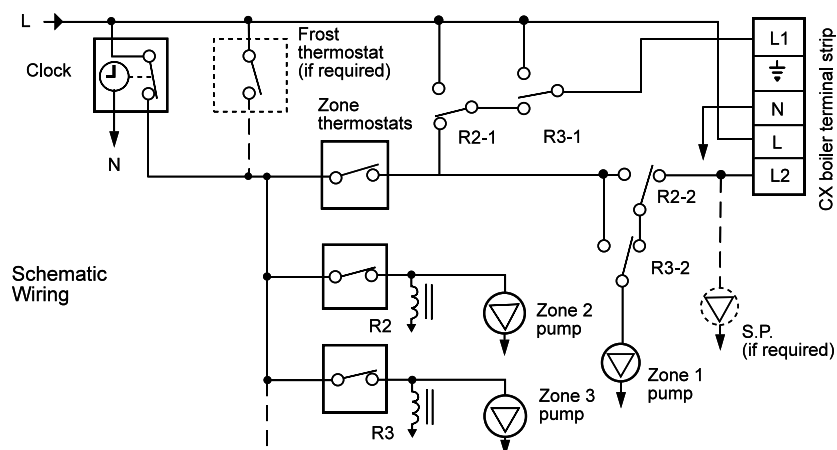 L
Clock
N
Frost
thermostat
(if required)
Zone
thermostats
R2-1
R3-1
L1
N
L
L2
CX boiler terminal strip
R2-2
R3-2
Schematic
Wiring
R2
Zone 2
pump
S.P.
(if required)
Zone 1
pump
R3
Zone 3
pump